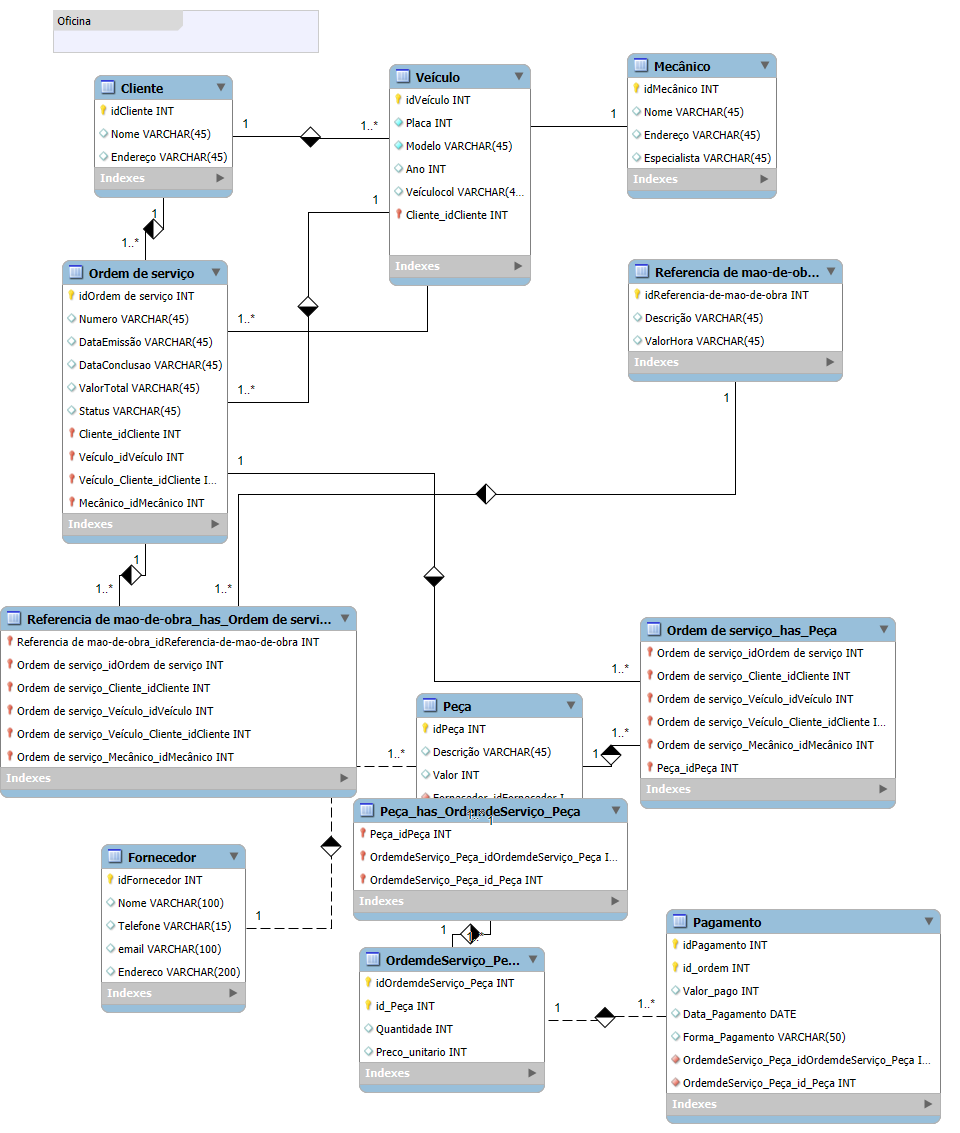 Oficina
Cliente
idCliente INT
Nome VARCHAR(45)
Endereço VARCHAR(45)
Indexes
1
1..*
Veículo
idVeículo INT
Placa INT
Modelo VARCHAR(45)
Ano INT
Veículocol VARCHAR(4...
Cliente_idCliente INT
Indexes
1
Mecânico
idMecânico INT
Nome VARCHAR(45)
Endereço VARCHAR(45)
Especialista VARCHAR(45)
Indexes
1
1..*
1
1..*
1..*
Ordem de serviço
idOrdem de serviço INT
Numero VARCHAR(45)
DataEmissão VARCHAR(45)
DataConclusao VARCHAR(45)
ValorTotal VARCHAR(45)
Status VARCHAR(45)
Cliente_idCliente INT
Veículo_idVeículo INT
Veículo_Cliente_idCliente I...
Mecânico_idMecânico INT
Indexes
Referencia de mao-de-ob...
idReferencia-de-mao-de-obra INT
Descrição VARCHAR(45)
ValorHora VARCHAR(45)
Indexes
1
1
1
1..*
1..*
Referencia de mao-de-obra_has_Ordem de servi...
Referencia de mao-de-obra_idReferencia-de-mao-de-obra INT
Ordem de serviço_idOrdem de serviço INT
Ordem de serviço_Cliente_idCliente INT
Ordem de serviço_Veículo_idVeículo INT
Ordem de serviço_Veículo_Cliente_idCliente INT
Ordem de serviço_Mecânico_idMecânico INT
Indexes
1..*
Ordem de serviço_has_Peça
Ordem de serviço_idOrdem de serviço INT
Ordem de serviço_Cliente_idCliente INT
Ordem de serviço_Veículo_idVeículo INT
Ordem de serviço_Veículo_Cliente_idCliente I...
Ordem de serviço_Mecânico_idMecânico INT
Peça_idPeça INT
Indexes
1..*
1
1..*
Peça
idPeça INT
Descrição VARCHAR(45)
Valor INT
Fornecedor_idFornecedor I...
Peça_has_OrdemdeServiço_Peça
1..*
1
Peça_idPeça INT
OrdemdeServiço_Peça_idOrdemdeServiço_Peça I...
OrdemdeServiço_Peça_id_Peça INT
Indexes
Fornecedor
idFornecedor INT
Nome VARCHAR(100)
Telefone VARCHAR(15)
email VARCHAR(100)
Endereco VARCHAR(200)
Indexes
1
1
1..*
OrdemdeServiço_Pe...
idOrdemdeServiço_Peça INT
id_Peça INT
Quantidade INT
Preco_unitario INT
Indexes
1
1..*
Pagamento
idPagamento INT
id_ordem INT
Valor_pago INT
Data_Pagamento DATE
Forma_Pagamento VARCHAR(50)
OrdemdeServiço_Peça_idOrdemdeServiço_Peça I...
OrdemdeServiço_Peça_id_Peça INT
Indexes